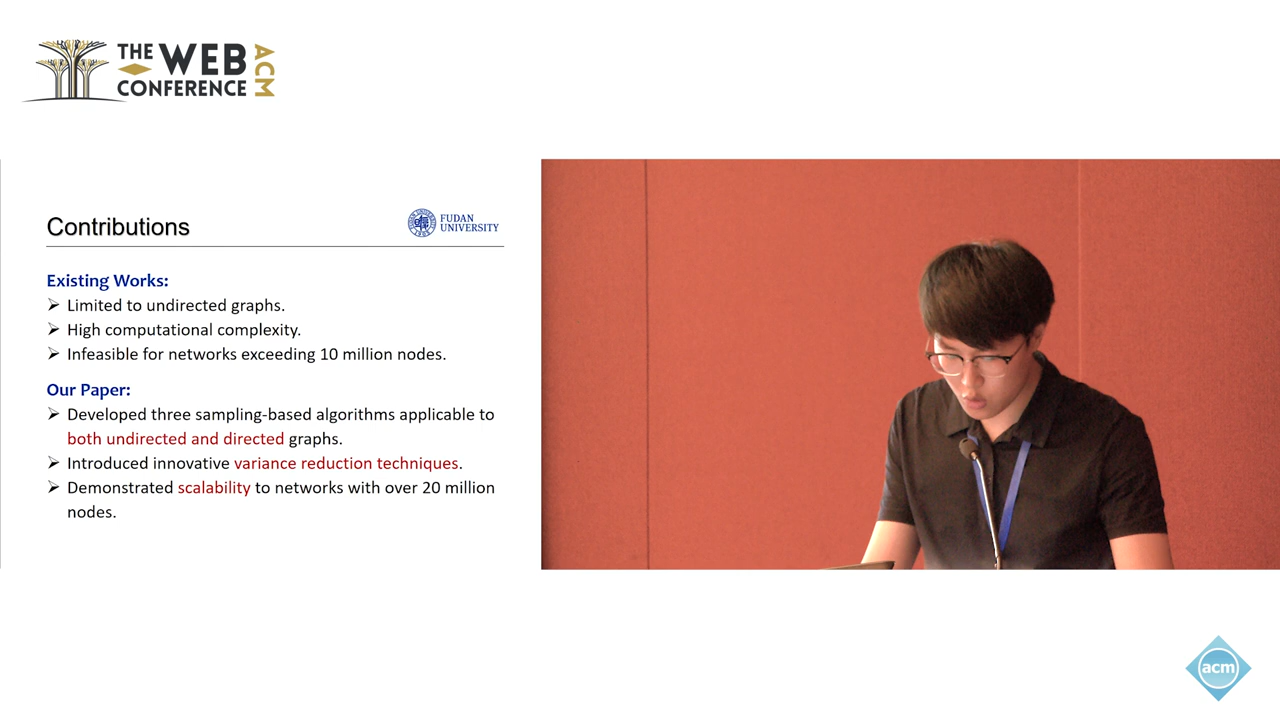 THE WEB
CONFERENCE
ACM
Contributions
FUDAN
UNIVERSITY
Existing Works:
➢ Limited to undirected graphs.
➢ High computational complexity.
➢ Infeasible for networks exceeding 10 million nodes.
Our Paper:
➢ Developed three sampling-based algorithms applicable to
both undirected and directed graphs.
➢ Introduced innovative variance reduction techniques.
➢ Demonstrated scalability to networks with over 20 million
nodes.
acm